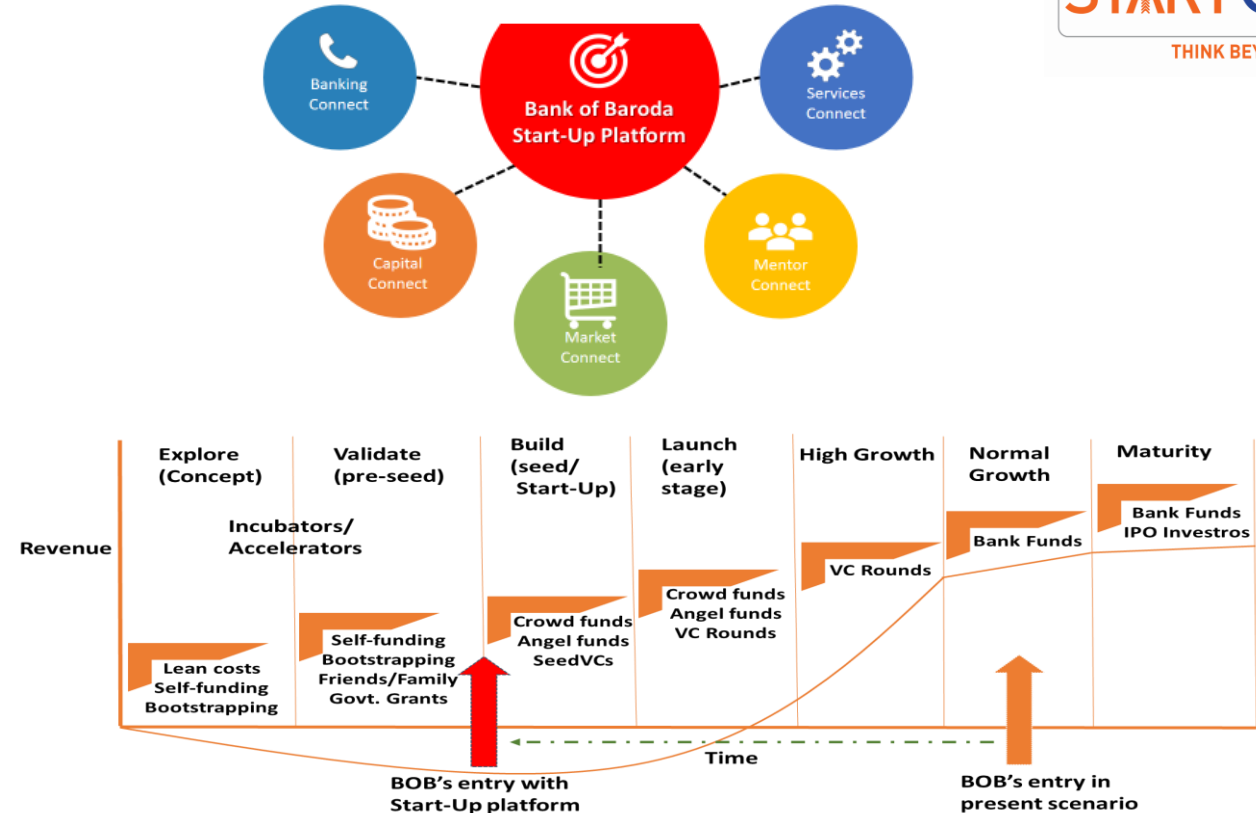 START
THINK BEY
Banking
Connect
Bank of Baroda
Start-Up Platform
Services
Connect
Capital
Connect
Mentor
Connect
Market
Connect
Explore
(Concept)
Validate
(pre-seed)
Build
(seed/
Start-Up)
Launch
(early
stage)
High Growth
Normal
Growth
Maturity
Incubators/
Accelerators
Revenue
Lean costs
Self-funding
Bootstrapping
Self-funding
Bootstrapping
Friends/Family
Govt. Grants
Crowd funds
Angel funds
SeedVCs
Crowd funds
Angel funds
VC Rounds
VC Rounds
Bank Funds
Bank Funds
IPO Investros
Time
BOB's entry with
Start-Up platform
BOB's entry in
present scenario